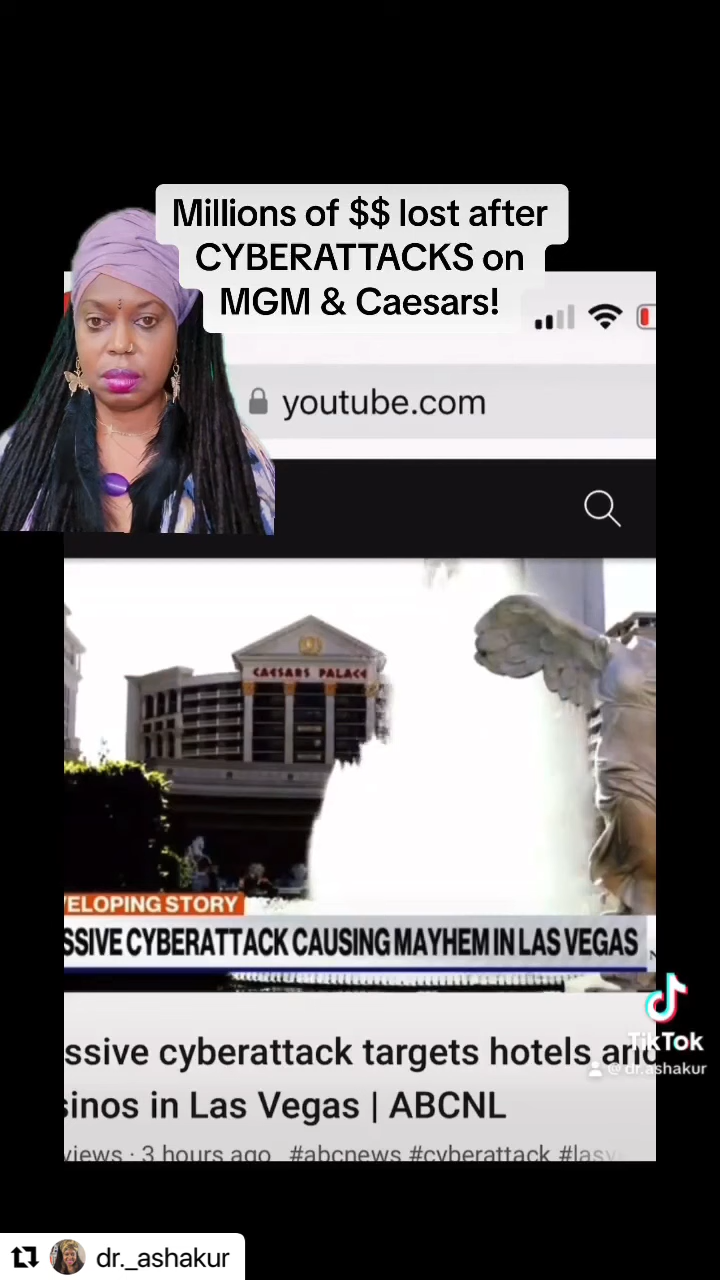 Millions of $$ lost after
CYBERATTACKS on
MGM & Caesars!
youtube.com
CAESARS PALACE
VELOPING STORY
SSIVE CYBERATTACK CAUSING MAYHEM IN LAS VEGAS
ssive cyberattack targets hotels and
sinos in Las Vegas | ABCNL
views · 3 hours ago #abcnews #cyberattack #lasv
TikTok
@dr.ashakur
dr._ashakur